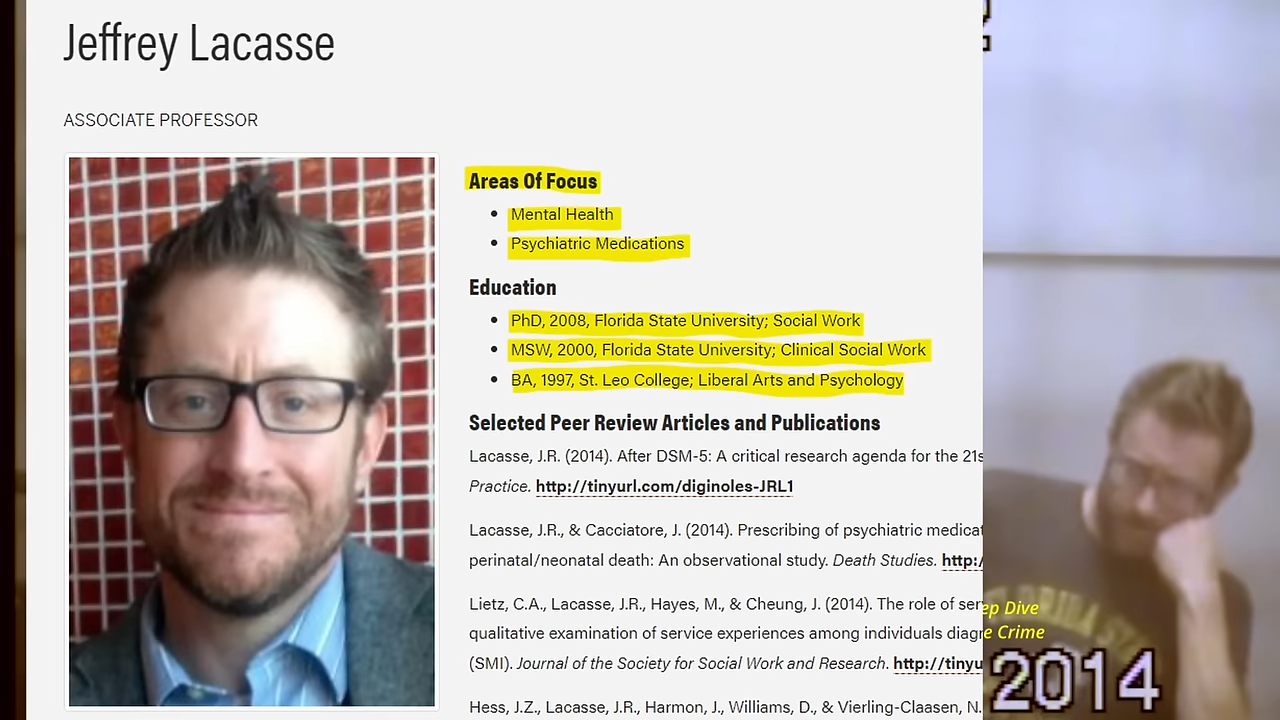 Jeffrey Lacasse
ASSOCIATE PROFESSOR
Areas Of Focus
• Mental Health
• Psychiatric Medications
Education
• PhD, 2008, Florida State University; Social Work
• MSW, 2000, Florida State University; Clinical Social Work
• BA, 1997, St. Leo College; Liberal Arts and Psychology
Selected Peer Review Articles and Publications
Lacasse, J.R. (2014). After DSM-5: A critical research agenda for the 21s
Practice. http://tinyurl.com/diginoles-JRL1
Lacasse, J.R., & Cacciatore, J. (2014). Prescribing of psychiatric medicat
perinatal/neonatal death: An observational study. Death Studies. http:/
Lietz, C.A., Lacasse, J.R., Hayes, M., & Cheung, J. (2014). The role of ser
qualitative examination of service experiences among individuals diagn
(SMI). Journal of the Society for Social Work and Research. http://tinyu
Hess, J.Z., Lacasse, J.R., Harmon, J., Williams, D., & Vierling-Claasen, N.
ep Dive
e Crime
2014